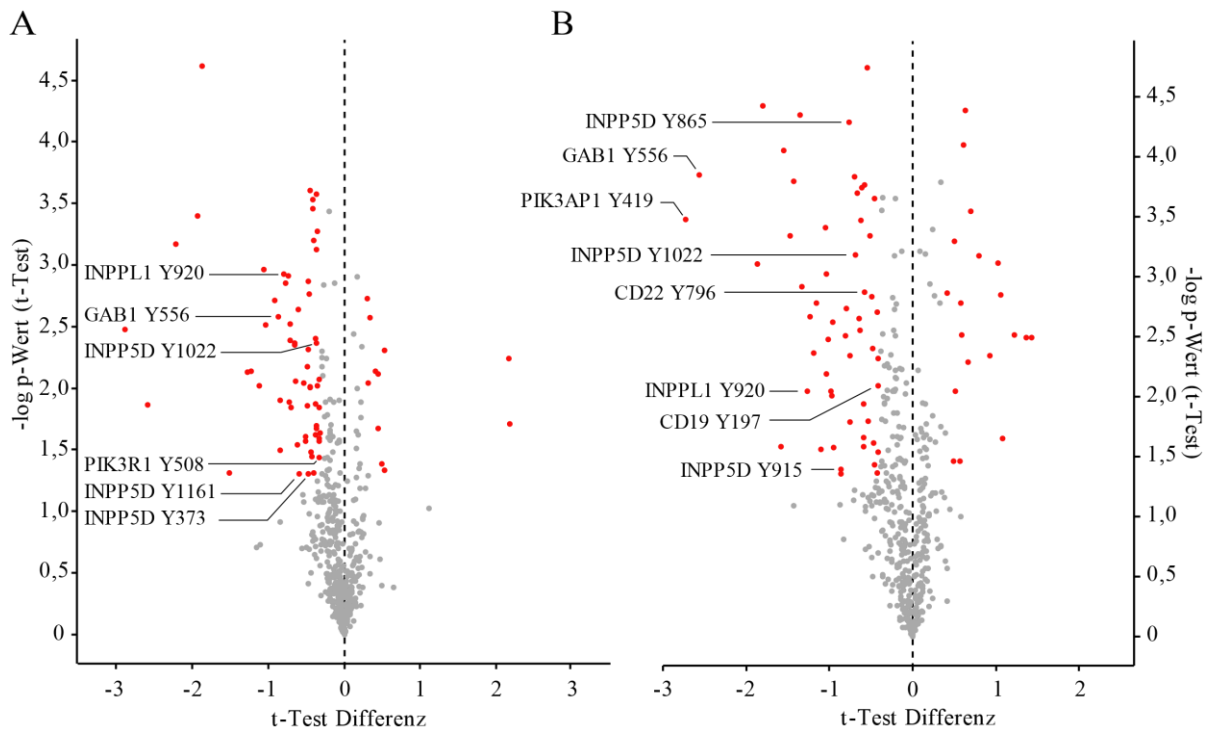 A
B
4,5
4,0
3,5
3,0
2,5
2,0
1,5
1,0
0,5
0
-log p-Wert (t-Test)
INPPL1 Y920
GAB1 Y556
INPP5D Y1022
PIK3R1 Y508
INPP5D Y1161
INPP5D Y373
-3
-2
-1
0
1
2
3
t-Test Differenz
INPP5D Y865
GAB1 Y556
PIK3AP1 Y419
INPP5D Y1022
CD22 Y796
INPPL1 Y920
CD19 Y197
INPP5D Y915
4,5
4,0
3,5
3,0
2,5
2,0
1,5
1,0
0,5
0
-log p-Wert (t-Test)
-3
-2
-1
0
1
2
t-Test Differenz